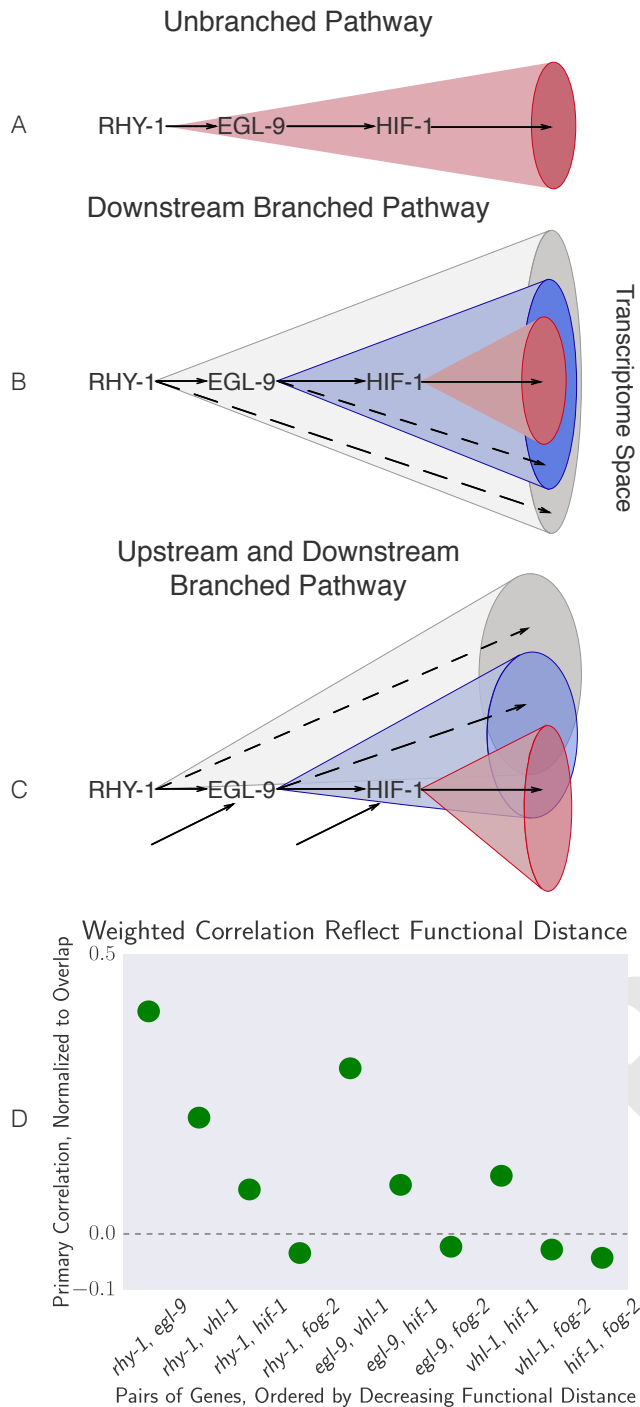 Unbranched Pathway
A
RHY-1 EGL-9 HIF-1
Downstream Branched Pathway
B
RHY-1 EGL-9 HIF-1
Transcriptome Space
Upstream and Downstream
Branched Pathway
C
RHY-1 EGL-9 HIF-1
Weighted Correlation Reflect Functional Distance
D
Primary Correlation, Normalized to Overlap
0.5
0.0
−0.1
rhy-1, egl-9
rhy-1, vhl-1
rhy-1, hif-1
rhy-1, fog-2
egl-9, vhl-1
egl-9, hif-1
egl-9, fog-2
vhl-1, hif-1
vhl-1, fog-2
hif-1, fog-2
Pairs of Genes, Ordered by Decreasing Functional Distance